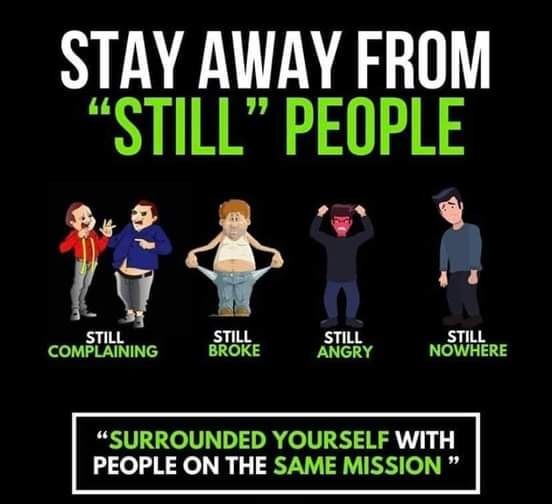 STAY AWAY FROM
“STILL” PEOPLE
STILL
COMPLAINING
STILL
BROKE
STILL
ANGRY
STILL
NOWHERE
“SURROUNDED YOURSELF WITH
PEOPLE ON THE SAME MISSION ”